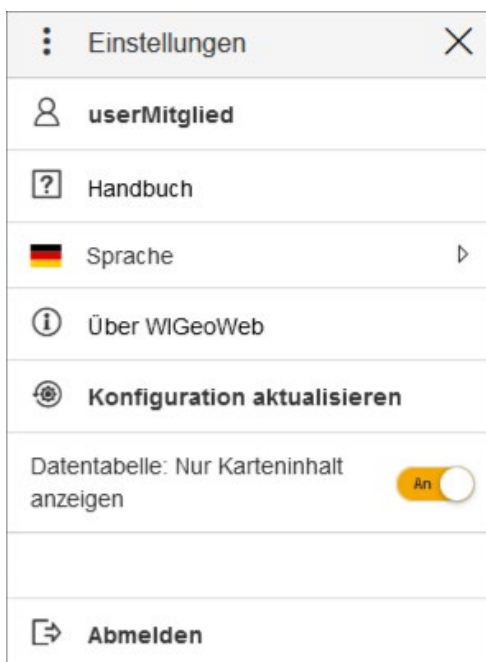 Einstellungen
userMitglied
Handbuch
Sprache
Über WIGeoWeb
Konfiguration aktualisieren
Datentabelle: Nur Karteninhalt
anzeigen
An
Abmelden